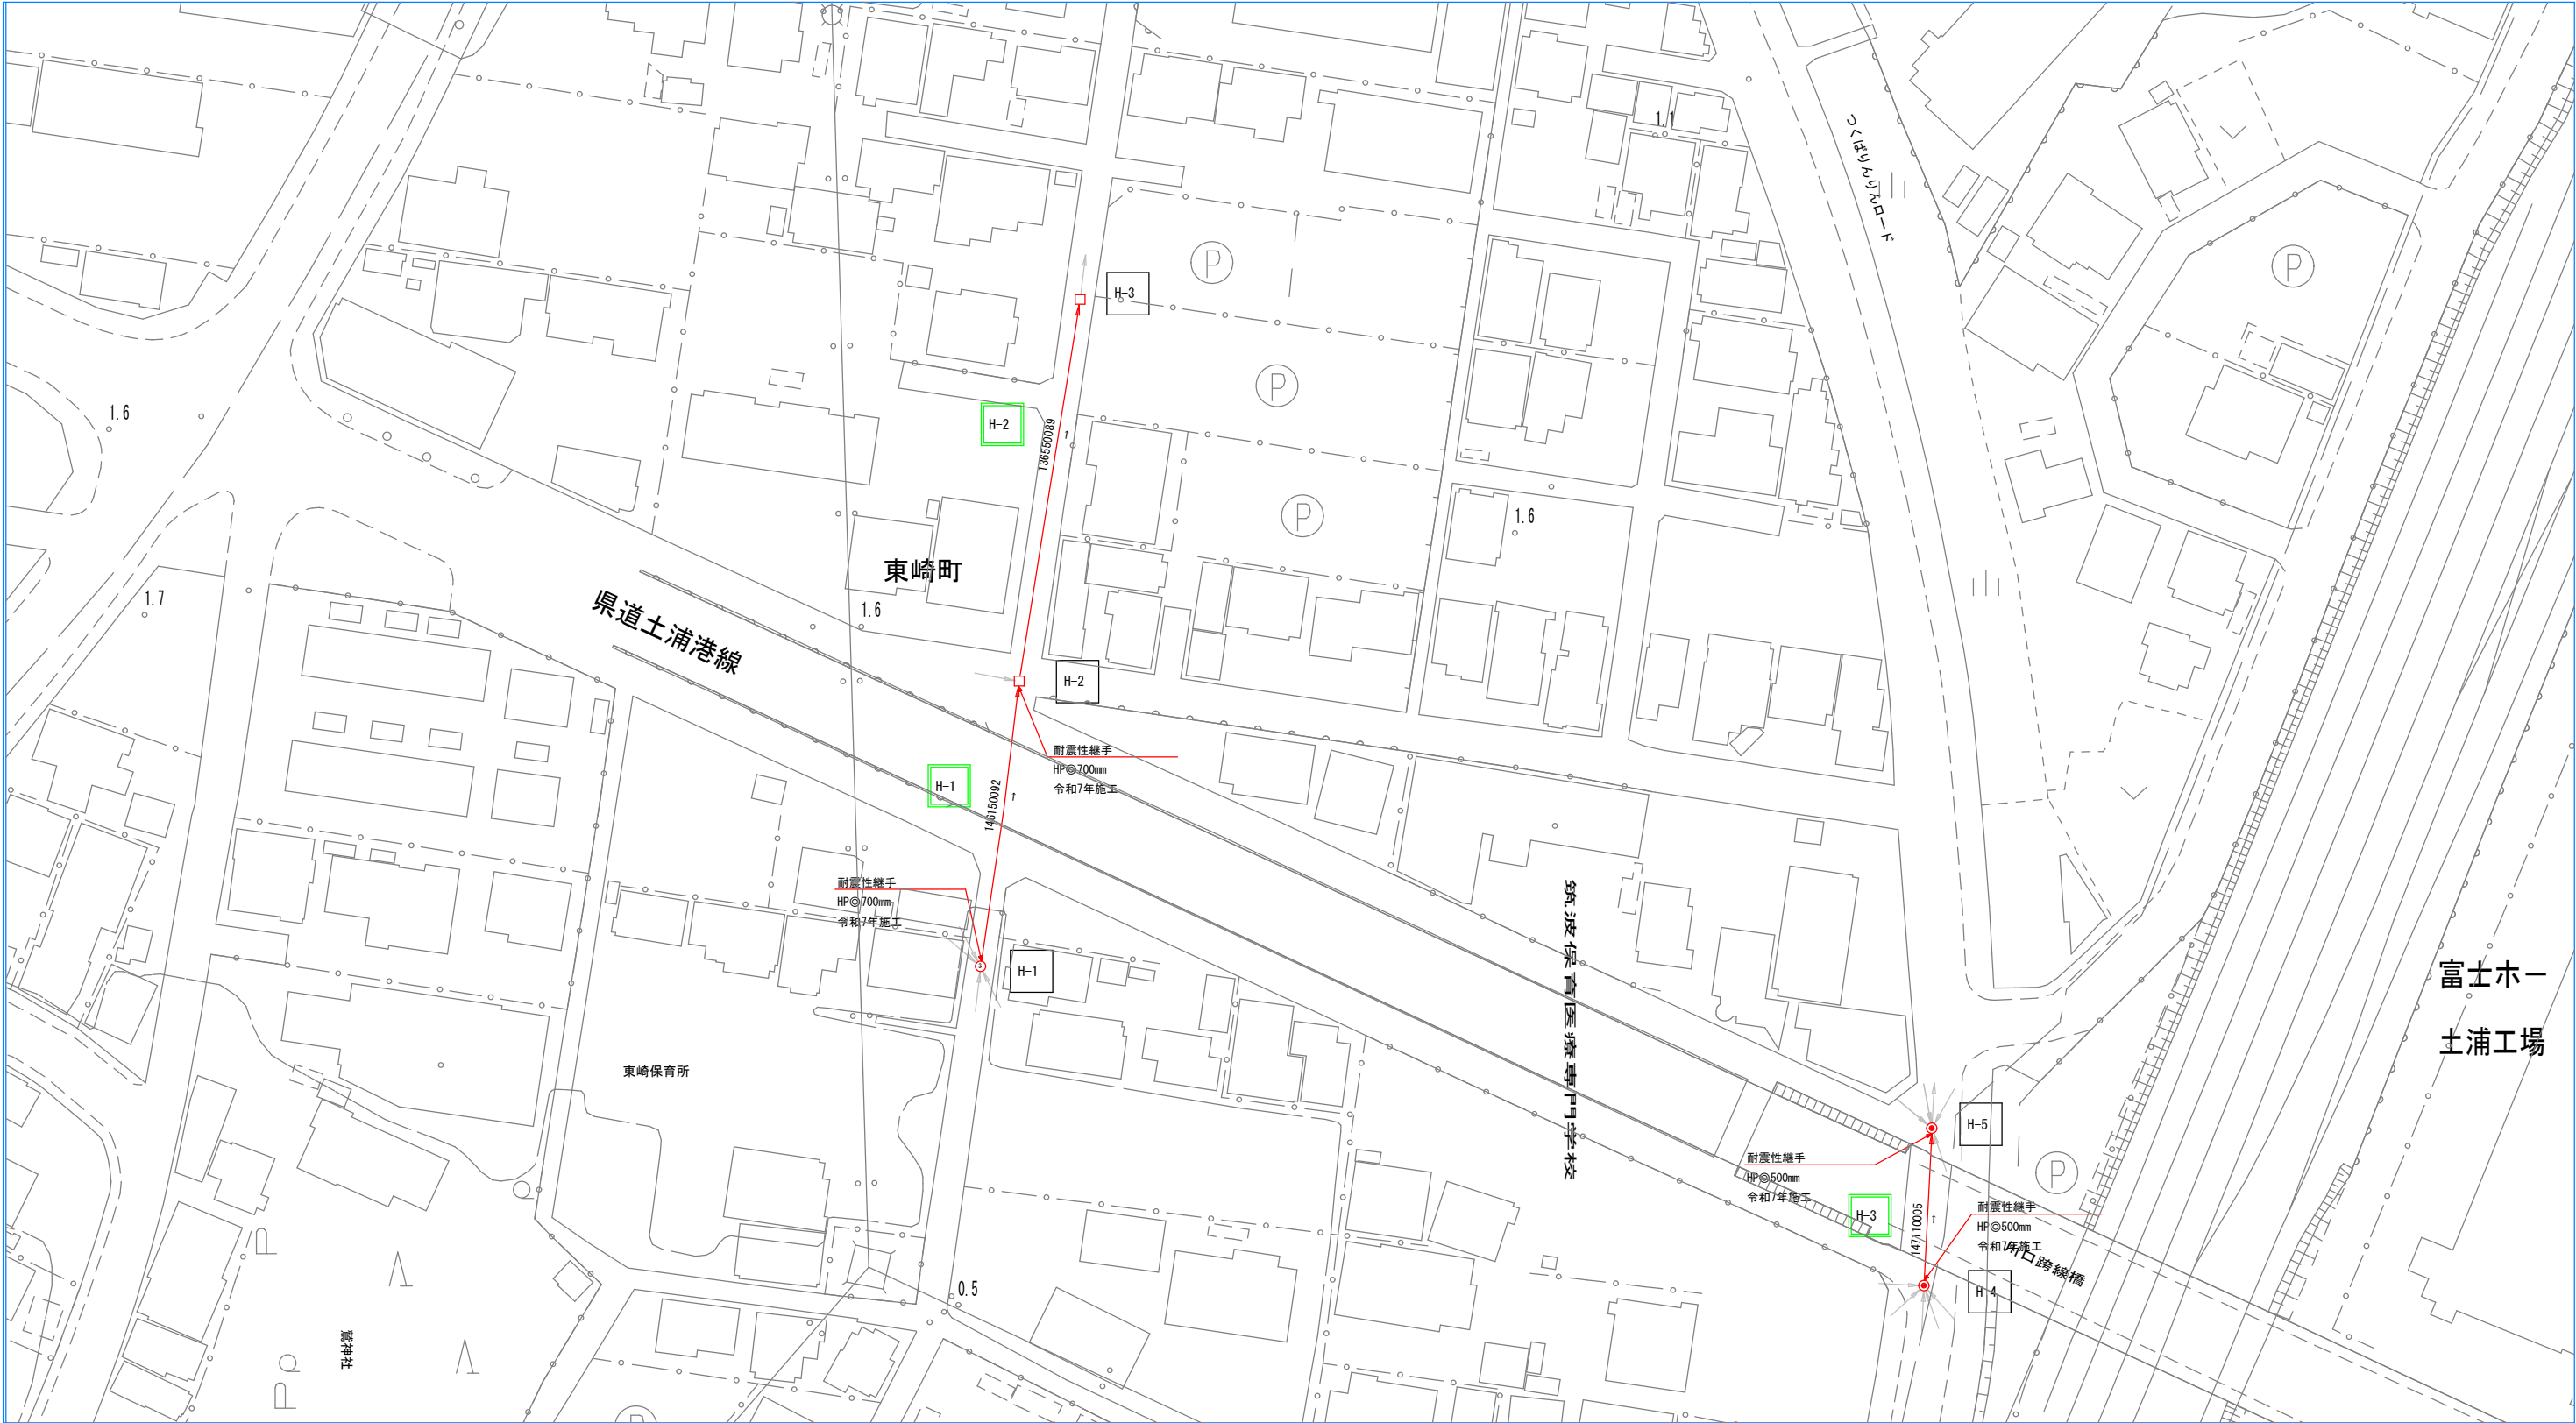 1.1
つくばりんりんロード
P
P
H-3
P
1.6
H-2
136550089
P
1.6
東崎町
1.7
県道土浦港線
1.6
H-2
耐震性継手
HP◎700mm
令和7年施工
H-1
146150092
耐震性継手
HP◎700mm
令和7年施工
H-1
筑波保育医療専門学校
富士ホー
土浦工場
東崎保育所
H-5
耐震性継手
HP◎500mm
令和7年施工
P
H-3
147110005
耐震性継手
HP◎500mm
令和7年施工
川口跨線橋
H-4
0.5
鷲神社
P